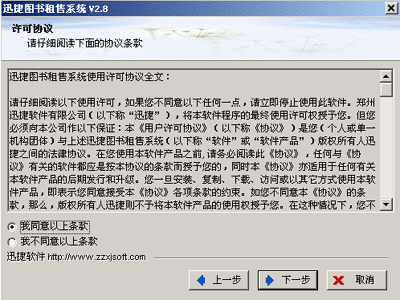 迅捷图书租售系统 V2.8
许可协议
请仔细阅读下面的协议条款
迅捷图书租售系统使用许可协议全文：
请仔细阅读以下使用许可，如果您不同意以下任何一点，请立即停止使用此软件。郑州
迅捷软件有限公司（以下称“迅捷”），将本软件程序的最终使用许可权授予您。但您
必须向本公司作以下保证：本《用户许可协议》（以下称《协议》）是您（个人或单一
机构团体）与上述迅捷图书租售系统（以下称“软件”或“软件产品”）版权所有人迅
捷之间的法律协议。在您使用本软件产品之前,请务必阅读此《协议》，任何与《协
议》有关的软件都应是按本协议的条款而授予您的，同时本《协议》亦适用于任何有关
本软件产品的后期发行和升级。您一旦安装、复制、下载、访问或以其它方式使用本软
件产品，即表示您同意接受本《协议》各项条款的约束。如您不同意本《协议》的条
款，那么，版权所有人迅捷则不予将本软件产品的使用权授予您。在这种情况下，您不
我同意以上条款
我不同意以上条款
迅捷软件 http://www.zzxjsoft.com
上一步
下一步
取消